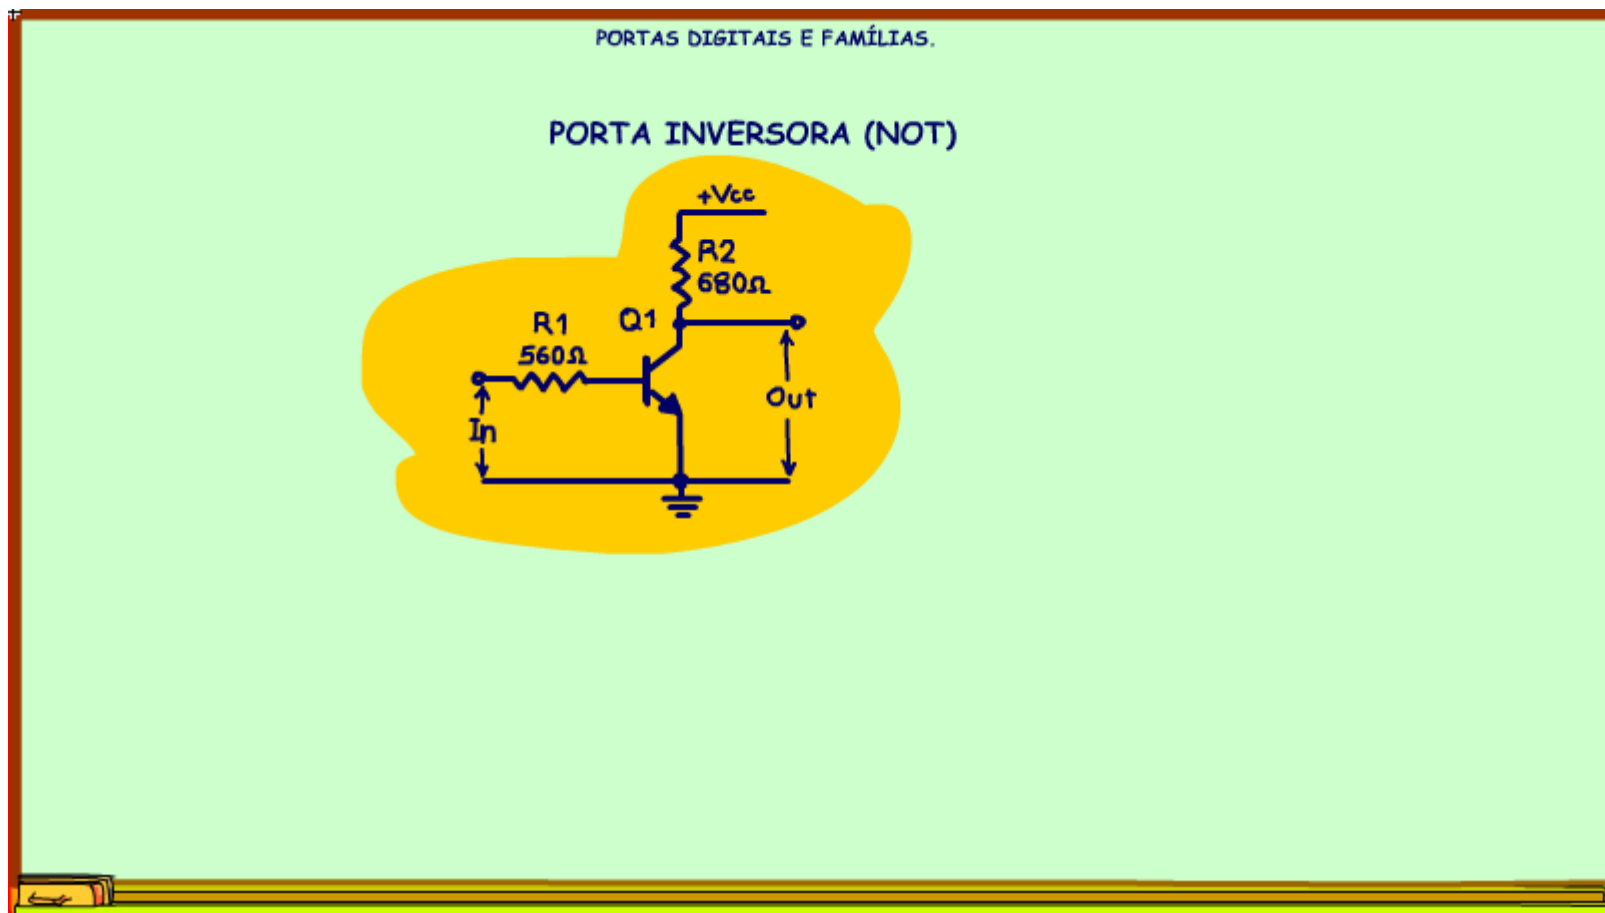 PORTAS DIGITAIS E FAMÍLIAS.
PORTA INVERSORA (NOT)
+Vcc
R2
680Ω
Q1
R1
560Ω
Out
In